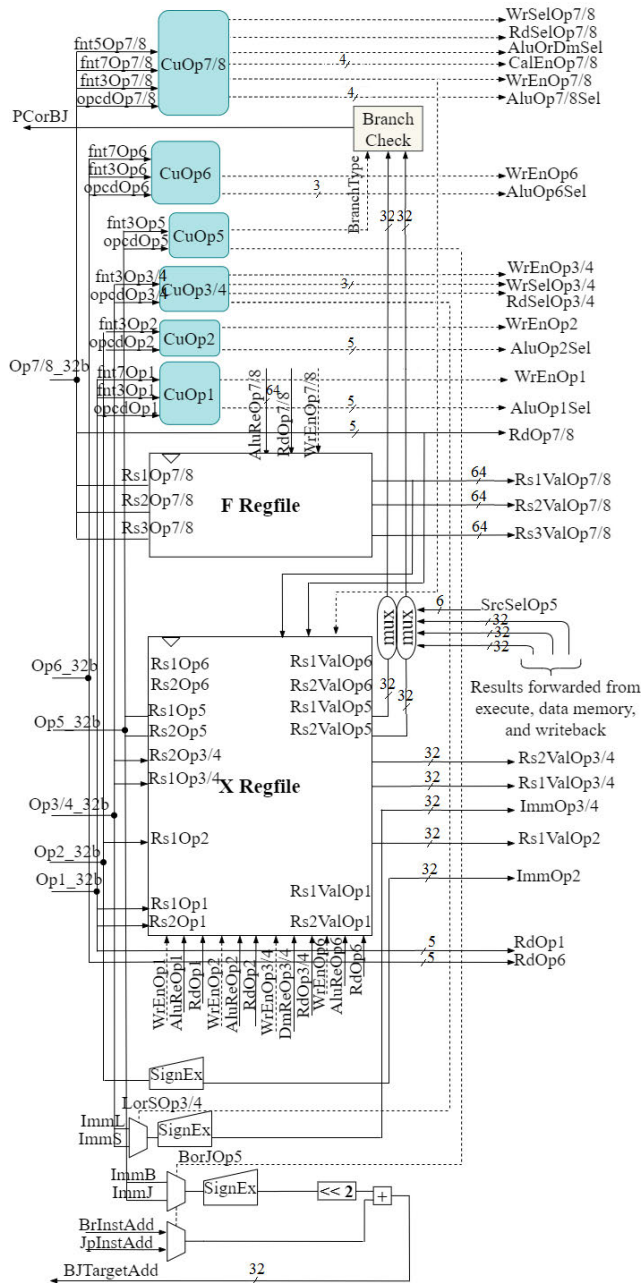 WrSelOp7/8
RdSelOp7/8
fnt5Op7/8
AluOrDmSel
fnt7Op7/8
CuOp7/8
4
CalEnOp7/8
fnt3Op7/8
WrEnOp7/8
opcdOp7/8
4
AluOp7/8Sel
PCorBJ
Branch
Check
fnt7Op6
fnt3Op6
CuOp6
WrEnOp6
opcdOp6
3
AluOp6Sel
BranchType
fnt3Op5
CuOp5
32
32
opcdOp5
fnt3Op3/4
WrEnOp3/4
CuOp3/4
3
WrSelOp3/4
opcdOp3/4
RdSelOp3/4
fnt3Op2
WrEnOp2
CuOp2
opcdOp2
5
AluOp2Sel
Op7/8_32b
fnt7Op1
WrEnOp1
fnt3Op1
CuOp1
opcdOp1
5
AluOp1Sel
AluReOp7/8
64
RdOp7/8
WrEnOp7/8
5
RdOp7/8
Rs1Op7/8
64
Rs1ValOp7/8
Rs2Op7/8
F Regfile
64
Rs2ValOp7/8
Rs3Op7/8
64
Rs3ValOp7/8
mux
mux
6
SrcSelOp5
32
32
32
Results forwarded from
execute, data memory,
and writeback
Op6_32b
Rs1Op6
Rs1ValOp6
Rs2Op6
Rs2ValOp6
32
32
Op5_32b
Rs1Op5
Rs1ValOp5
Rs2Op5
Rs2ValOp5
Rs2Op3/4
32
Rs2ValOp3/4
Rs1Op3/4
X Regfile
32
Rs1ValOp3/4
Op3/4_32b
32
ImmOp3/4
Rs1Op2
32
Rs1ValOp2
Op2_32b
32
ImmOp2
Op1_32b
Rs1ValOp1
Rs1Op1
Rs2Op1
Rs2ValOp1
5
RdOp1
5
RdOp6
WrEnOp1
AluReOp1
RdOp1
WrEnOp2
AluReOp2
RdOp2
WrEnOp3/4
DmReOp3/4
RdOp3/4
WrEnOp6
AluReOp6
RdOp6
SignEx
LorSOp3/4
ImmL
ImmS
SignEx
BorJOp5
ImmB
ImmJ
SignEx
<< 2
+
BrInstAdd
JpInstAdd
BJTargetAdd
32